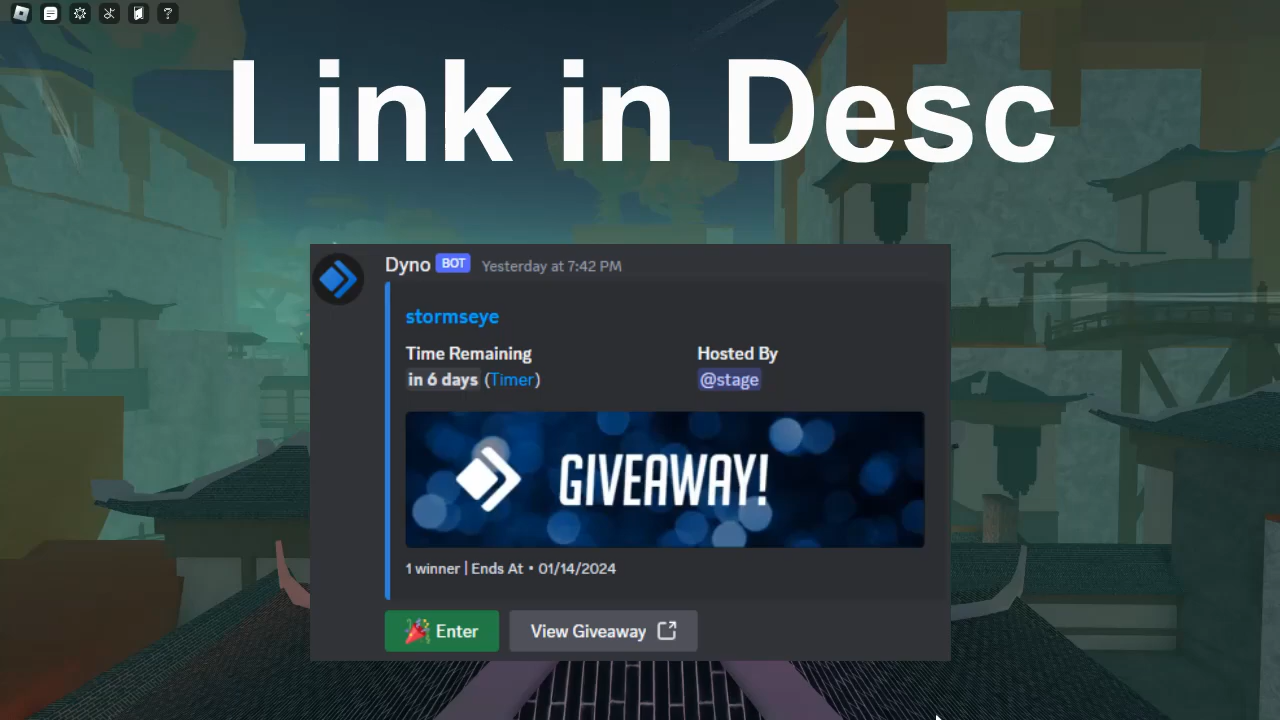 Link in Desc
Dyno BOT Yesterday at 7:42 PM
stormseye
Time Remaining Hosted By
in 6 days (Timer) @stage
GIVEAWAY!
1 winner | Ends At • 01/14/2024
Enter View Giveaway